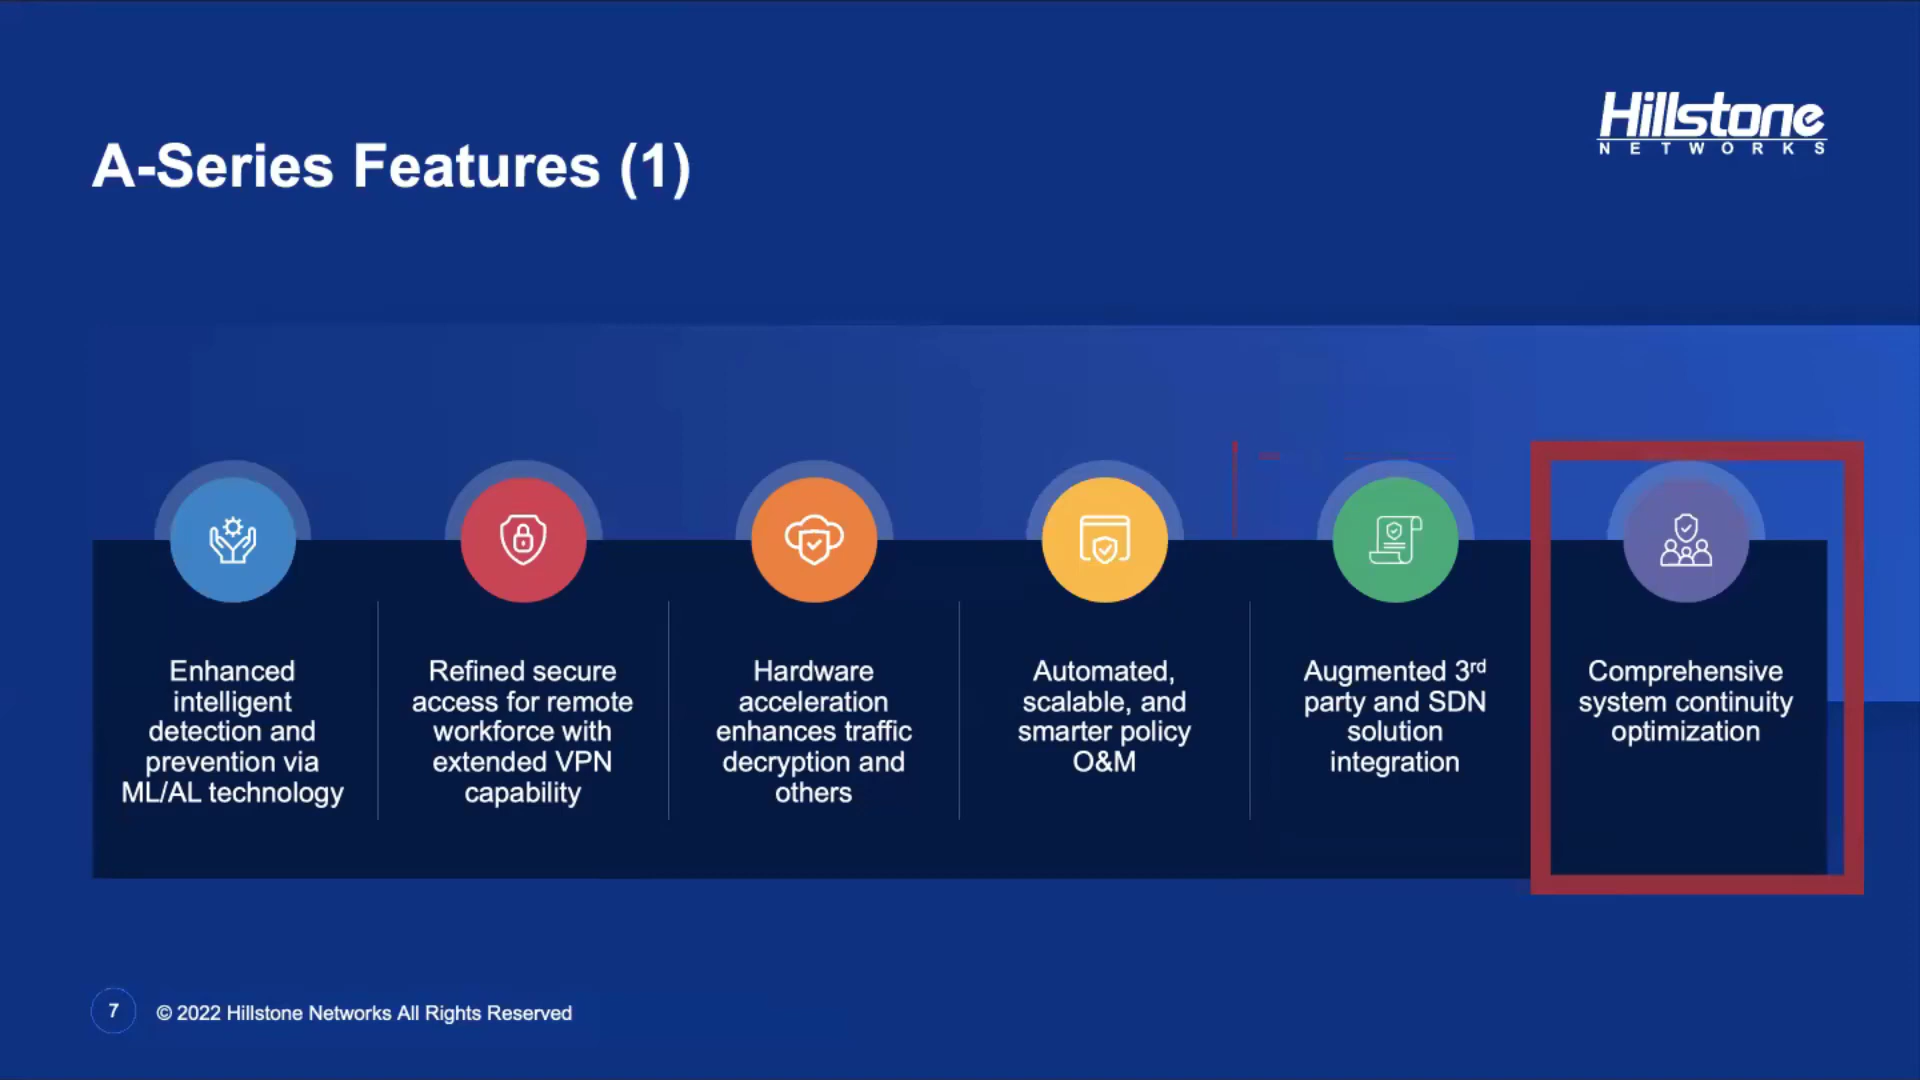 Hillstone
NETWORKS
A-Series Features (1)
Enhanced
intelligent
detection and
prevention via
ML/AL technology
Refined secure
access for remote
workforce with
extended VPN
capability
Hardware
acceleration
enhances traffic
decryption and
others
Automated,
scalable, and
smarter policy
O&M
Augmented 3rd
party and SDN
solution
integration
Comprehensive
system continuity
optimization
7
© 2022 Hillstone Networks All Rights Reserved